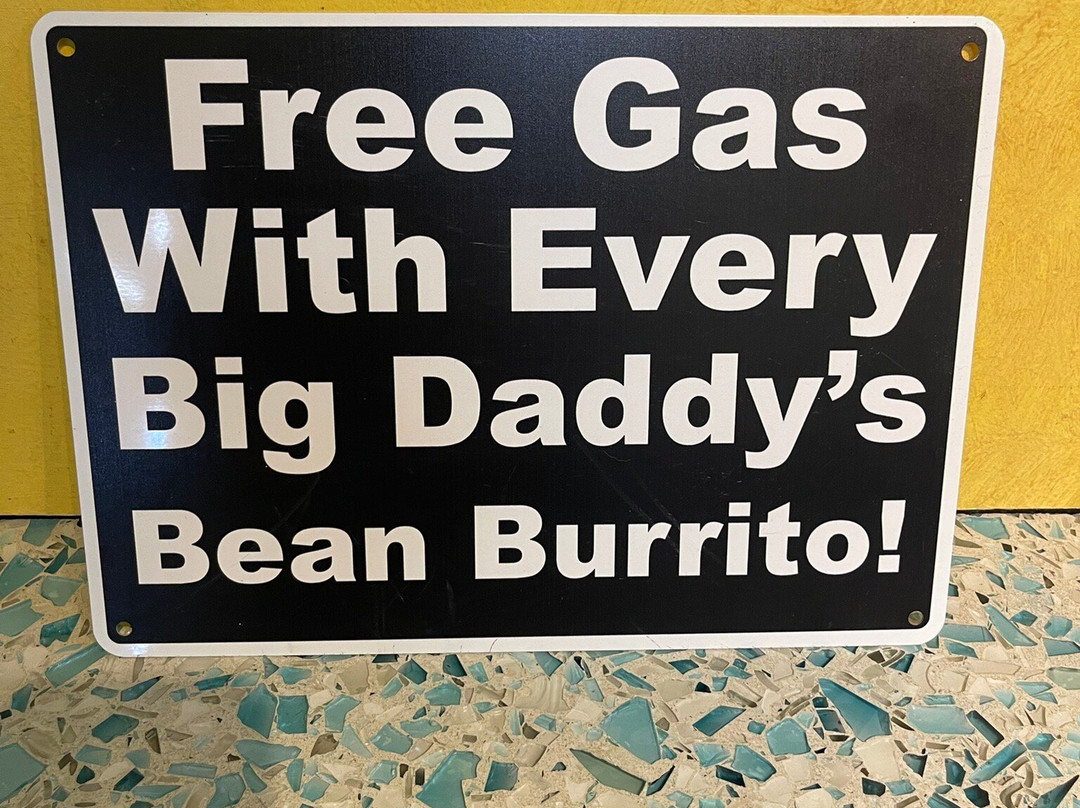 Free Gas
With Every
Big Daddy’s
Bean Burrito!